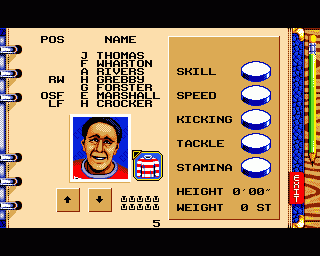 POS NAME
J THOMAS
F WHARTON
A RIVERS
RW H GREBBY
G FORSTER
OSF E MARSHALL
LF H CROCKER
SKILL
SPEED
KICKING
TACKLE
STAMINA
HEIGHT 0'00"
WEIGHT 0 ST
EXIT
5